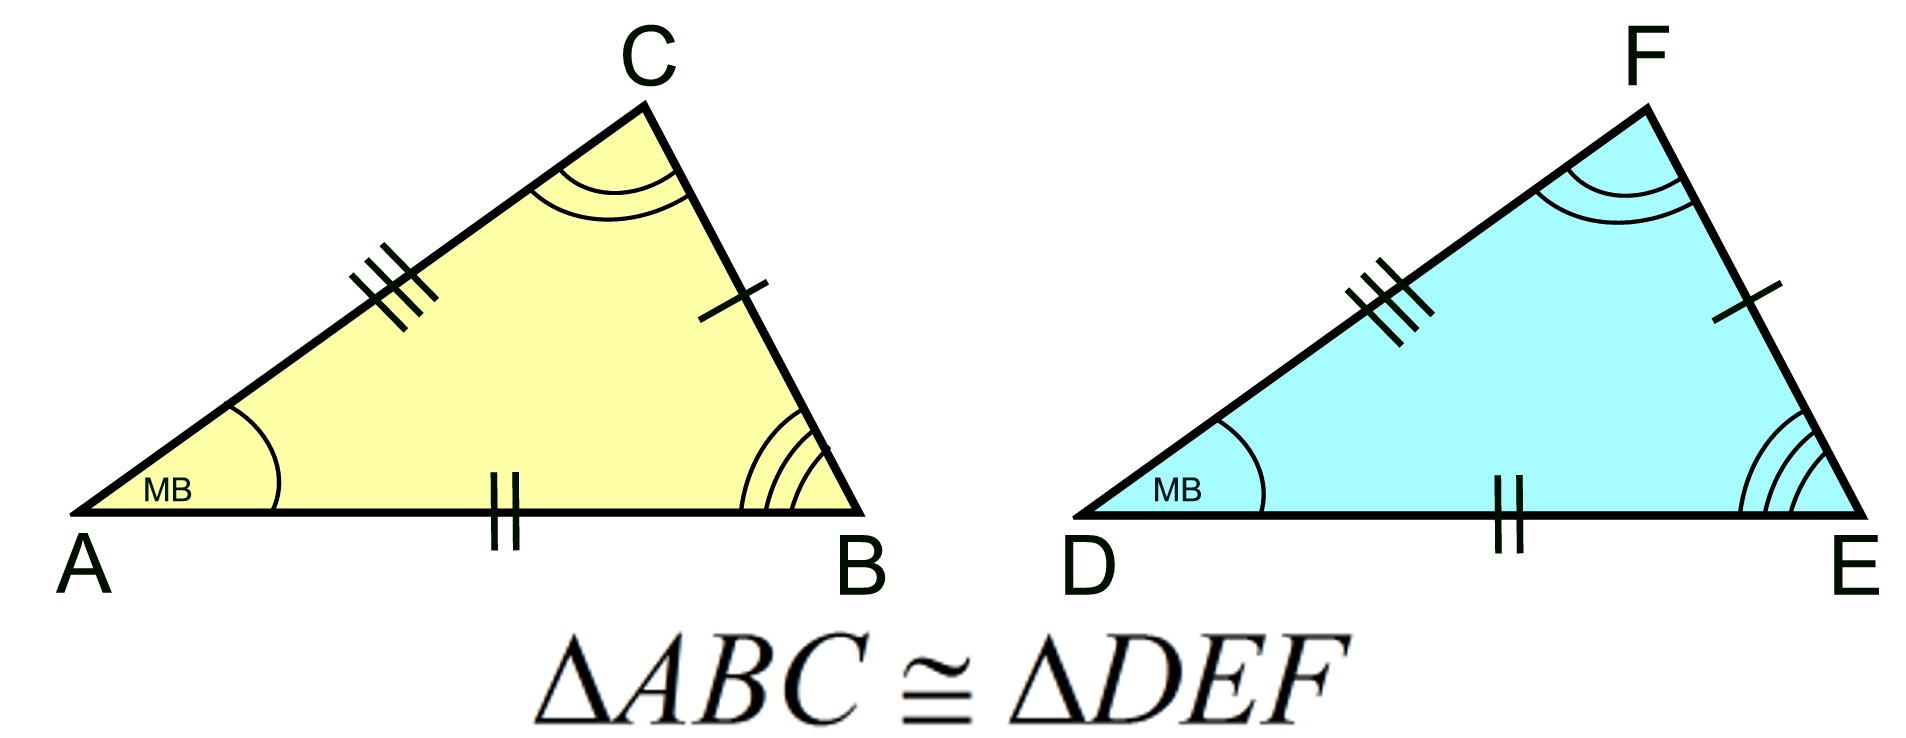 C F
MB MB
A B D E
ΔABC ≅ ΔDEF